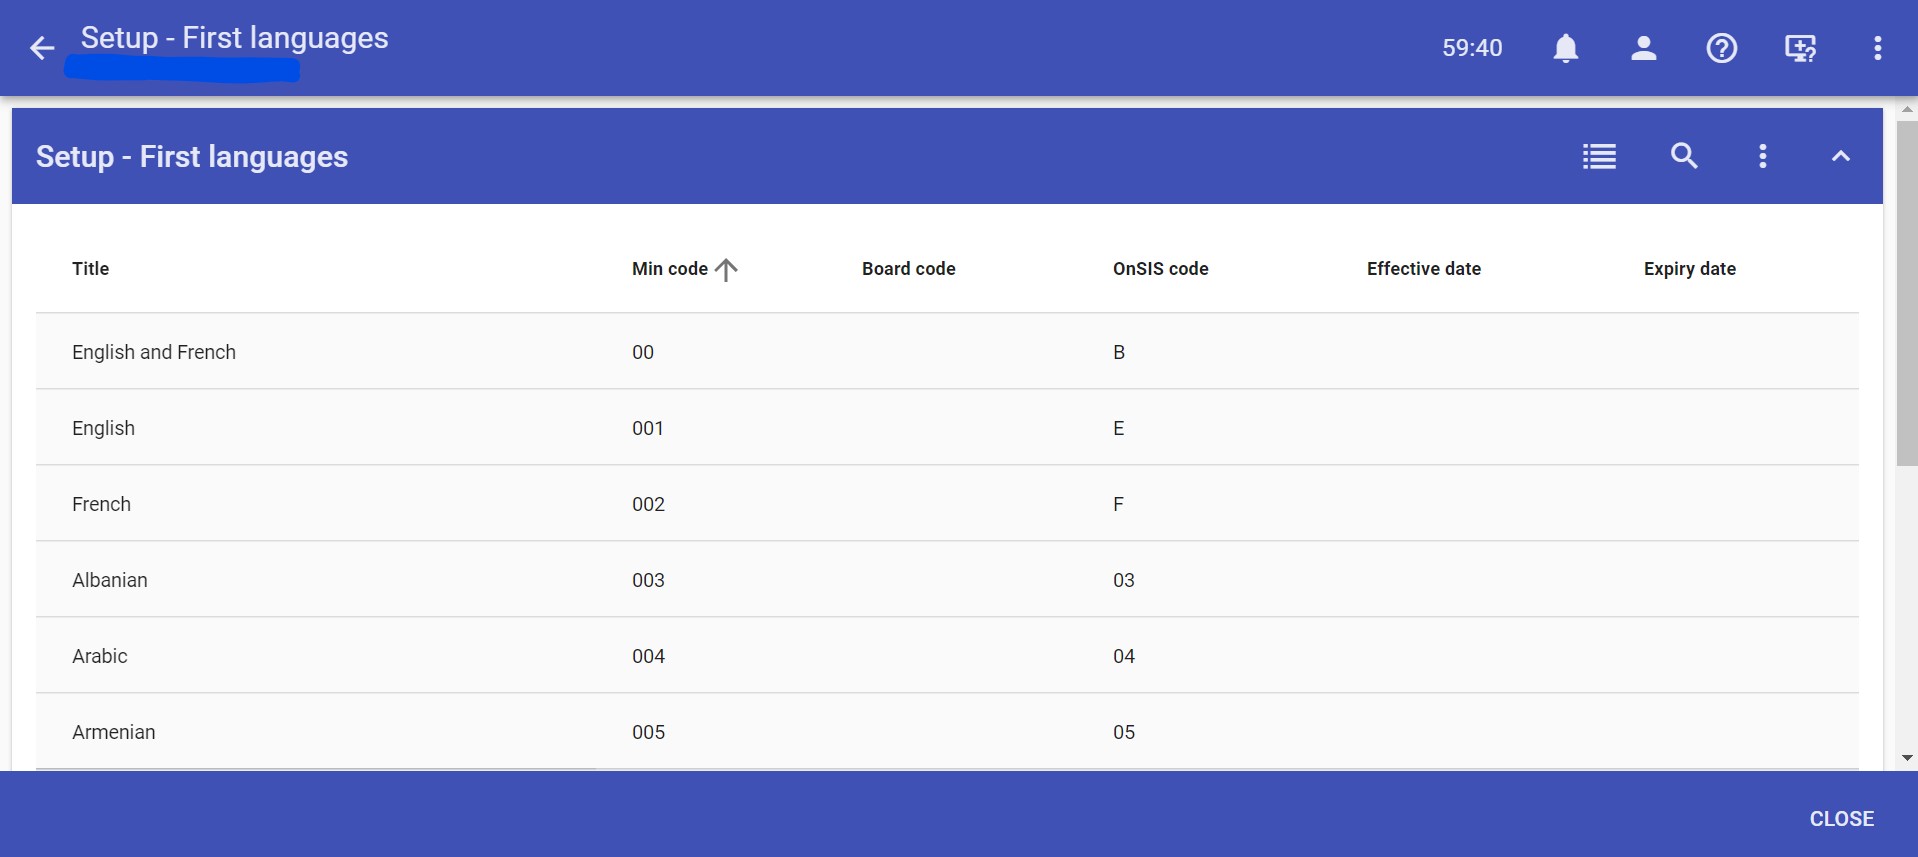 Setup - First languages
59:40
Setup - First languages
Title Min code Board code OnSIS code Effective date Expiry date
English and French 00 B
English 001 E
French 002 F
Albanian 003 03
Arabic 004 04
Armenian 005 05
CLOSE